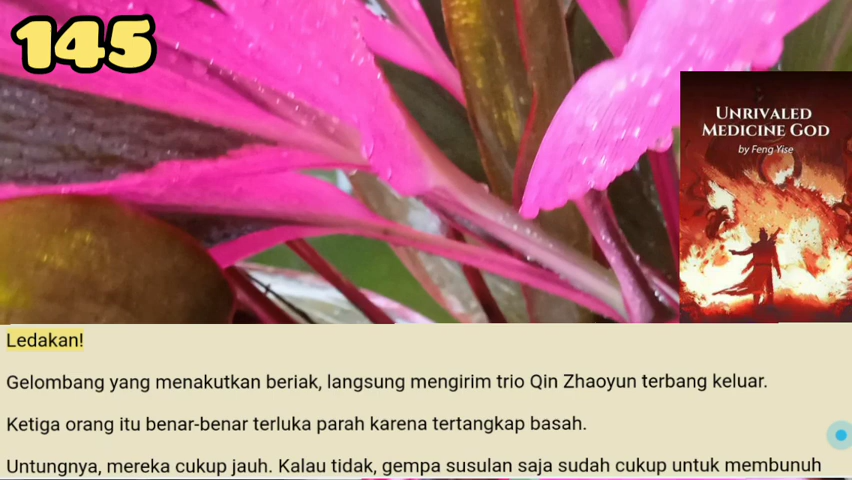 145
UNRIVALED
MEDICINE GOD
by Feng Yise
Ledakan!
Gelombang yang menakutkan beriak, langsung mengirim trio Qin Zhaoyun terbang keluar.
Ketiga orang itu benar-benar terluka parah karena tertangkap basah.
Untungnya, mereka cukup jauh. Kalau tidak, gempa susulan saja sudah cukup untuk membunuh